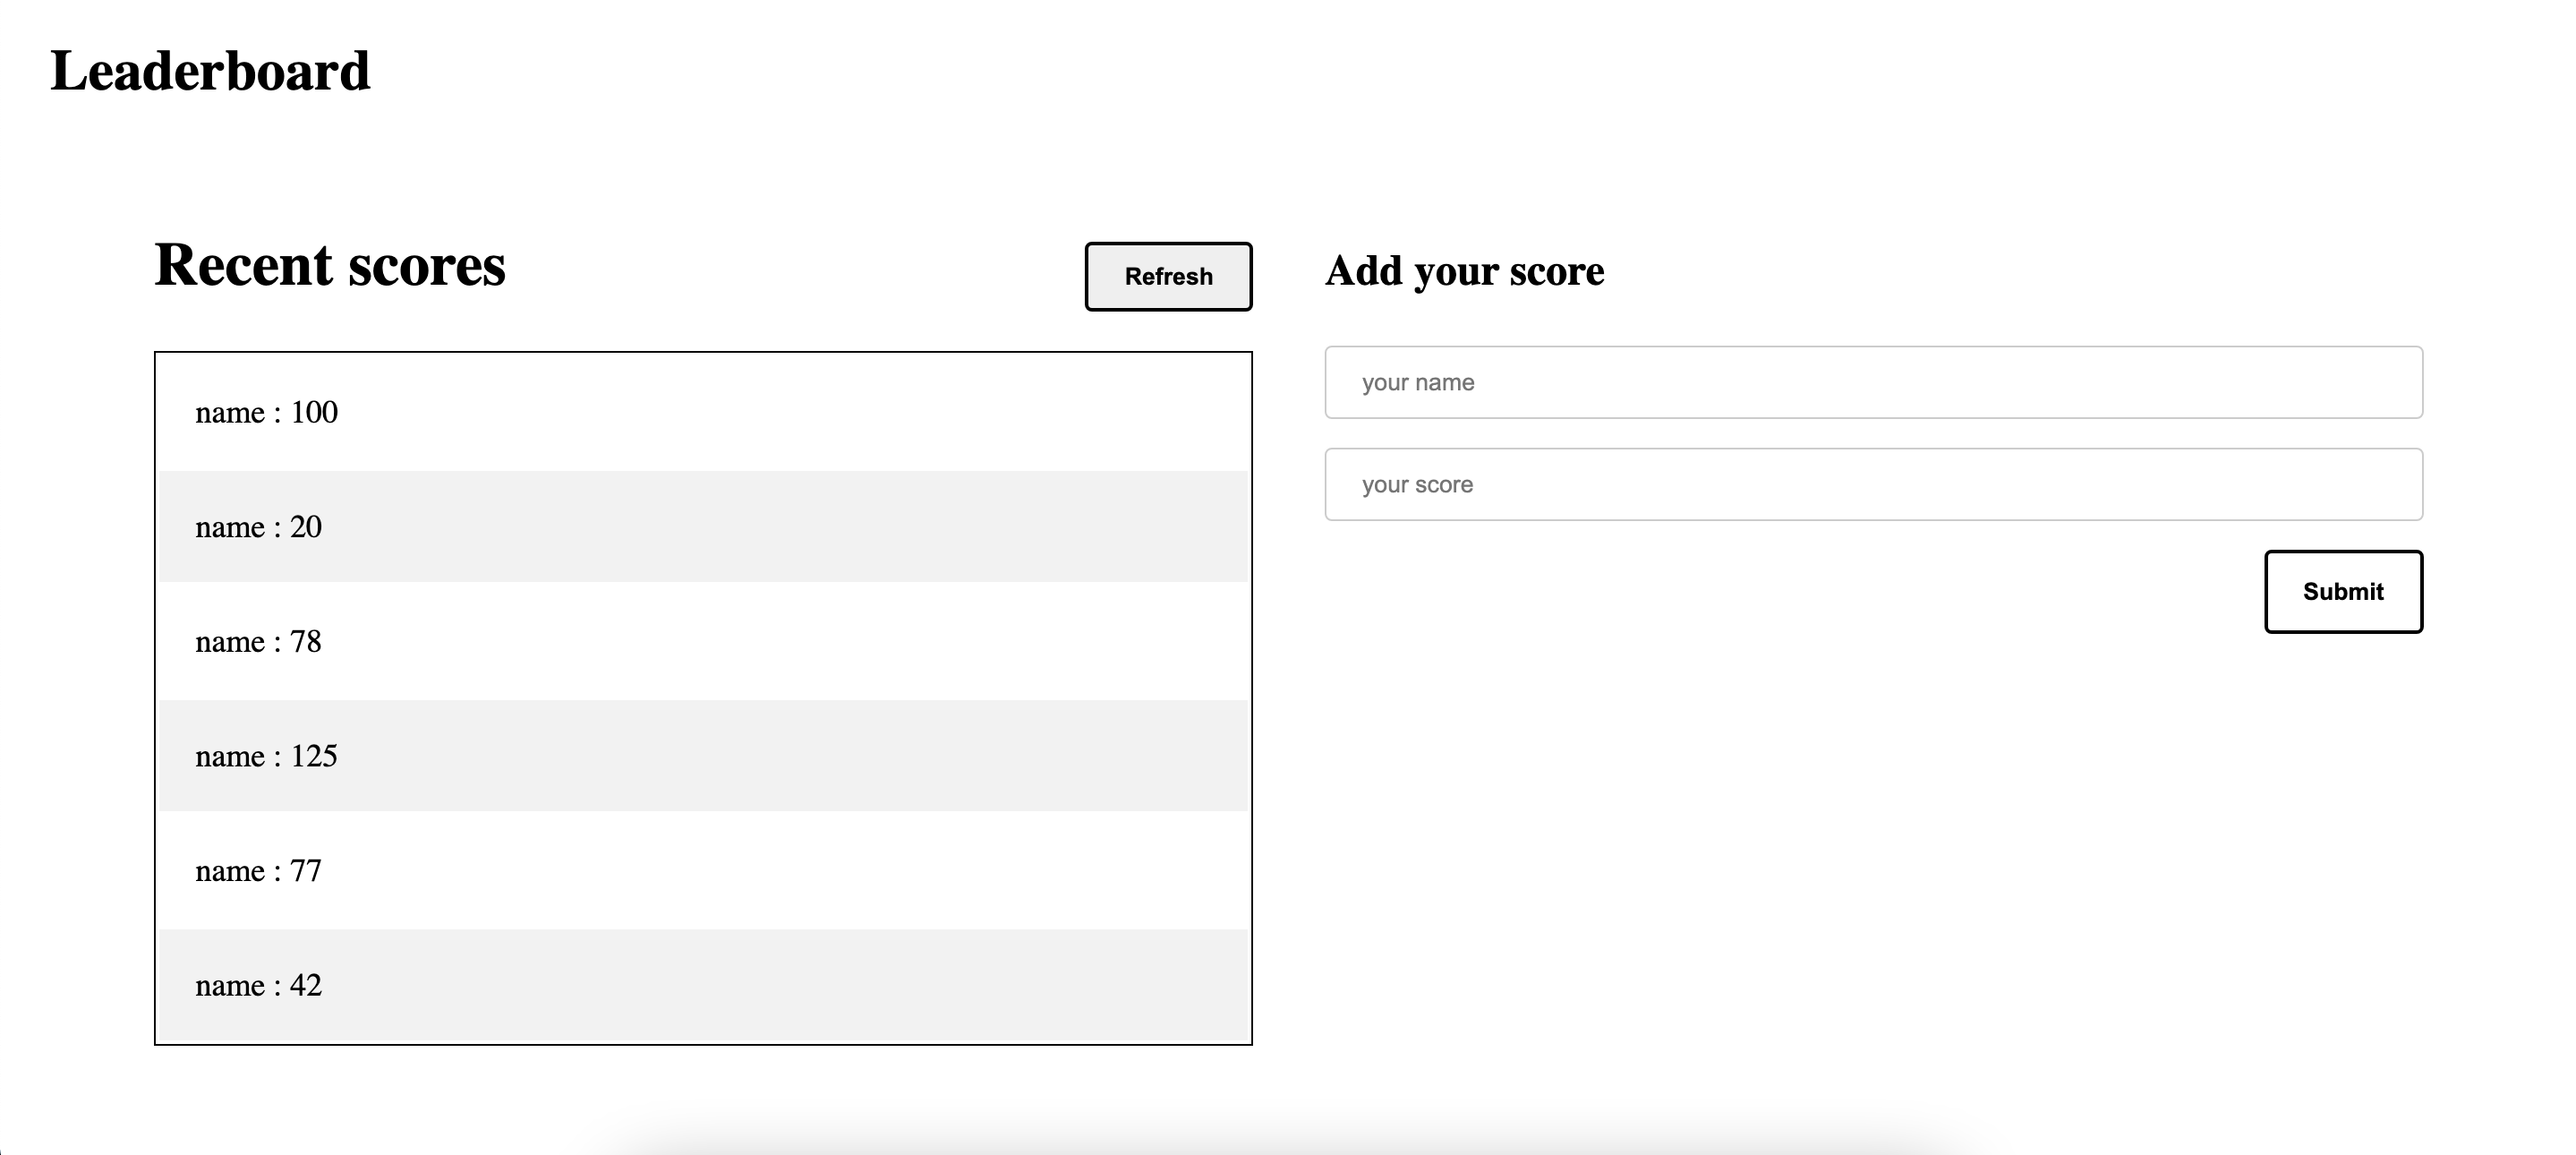 Leaderboard
Recent scores
Refresh
name : 100
name : 20
name : 78
name : 125
name : 77
name : 42
Add your score
your name
your score
Submit